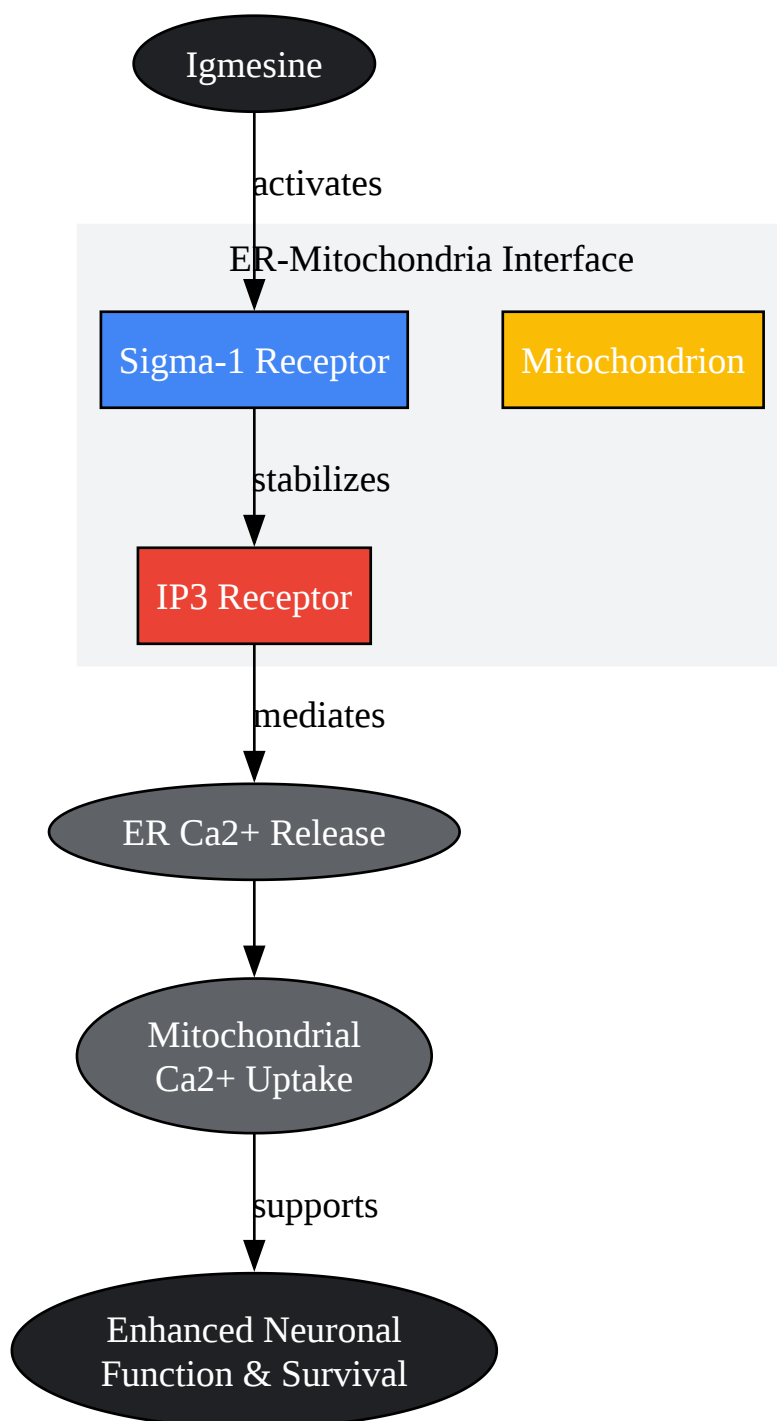 Igmesine
activates
ER-Mitochondria Interface
Sigma-1 Receptor
Mitochondrion
stabilizes
IP3 Receptor
mediates
ER Ca2+ Release
Mitochondrial
Ca2+ Uptake
supports
Enhanced Neuronal
Function & Survival